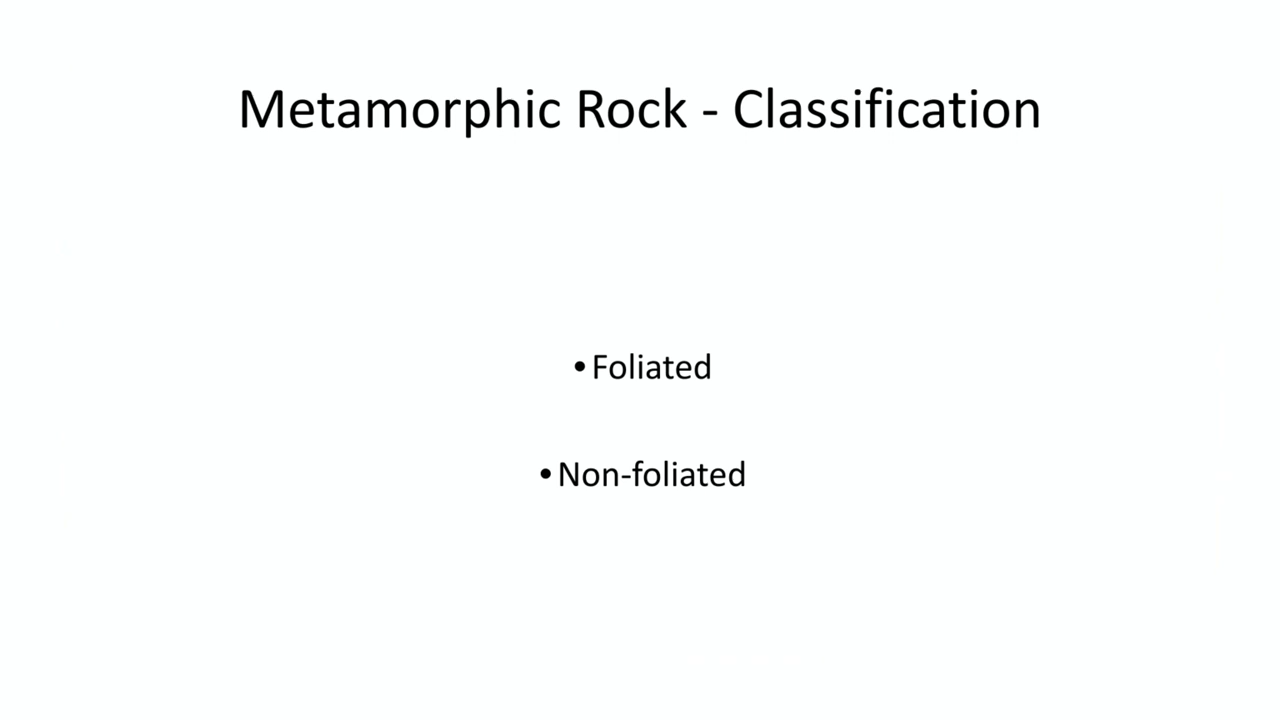 Metamorphic Rock - Classification
•Foliated
•Non-foliated